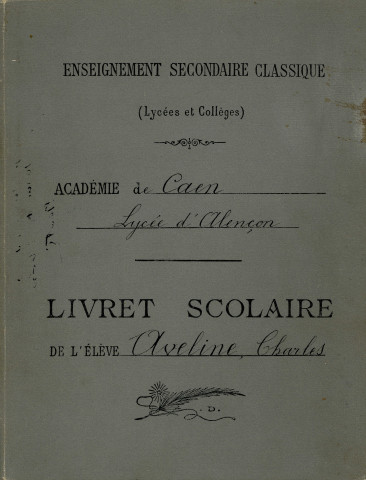 ENSEIGNEMENT SECONDAIRE CLASSIQUE
(Lycées et Collèges)
ACADÉMIE de Caen
Lycée d'Alençon
LIVRET SCOLAIRE
DE L'ÉLÈVE Aveline, Charles
D.